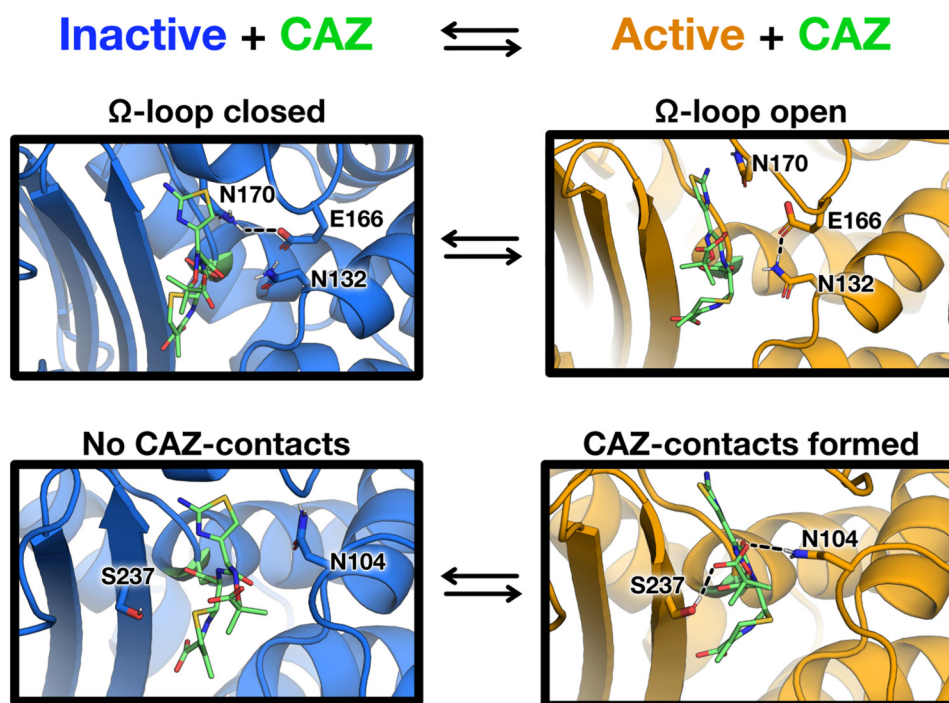 Inactive + CAZ Active + CAZ
Ω-loop closed Ω-loop open
N170 N170
E166 E166
N132 N132
No CAZ-contacts CAZ-contacts formed
N104 N104
S237 S237